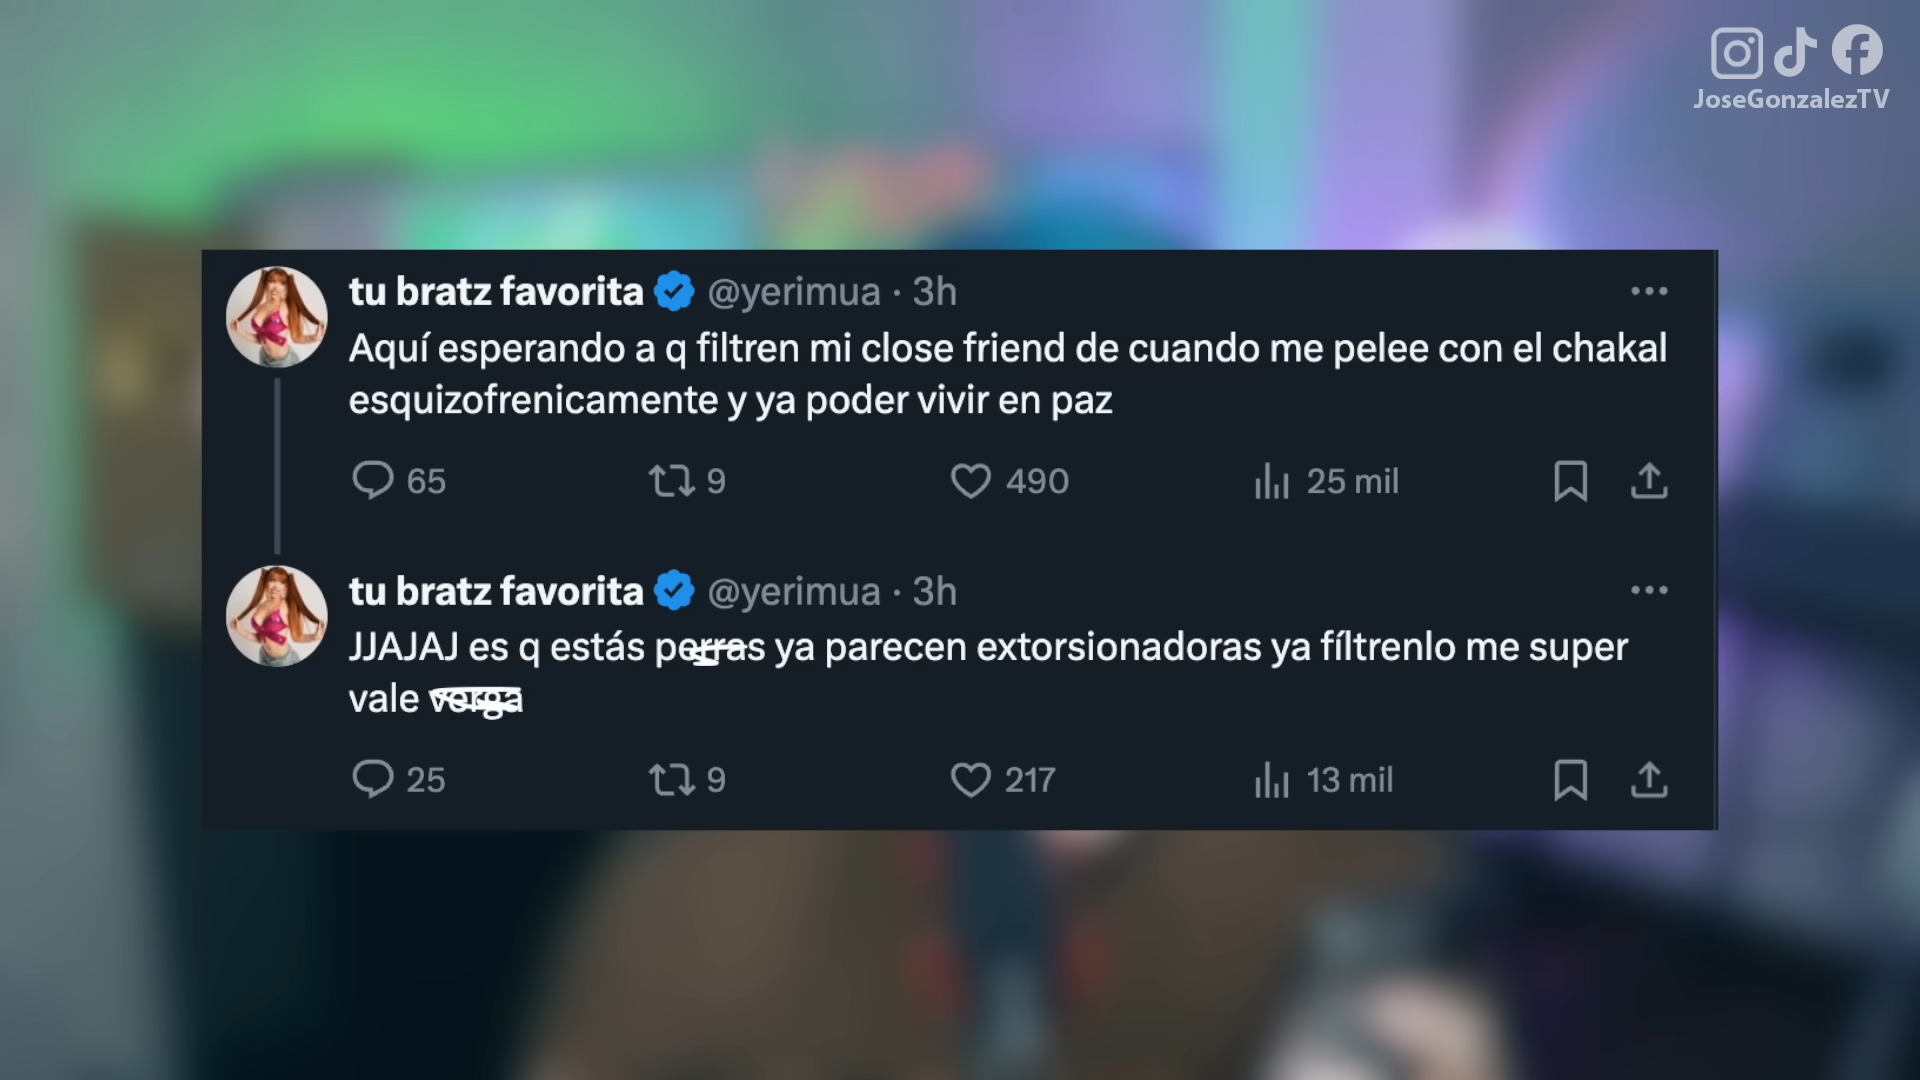 JoseGonzalezTV
tu bratz favorita @yerimua · 3h
Aquí esperando a q filtren mi close friend de cuando me pelee con el chakal
esquizofrenicamente y ya poder vivir en paz
65 9 490 25 mil
tu bratz favorita @yerimua · 3h
JJAJAJ es q estás perras ya parecen extorsionadoras ya fíltrenlo me super
vale verga
25 9 217 13 mil